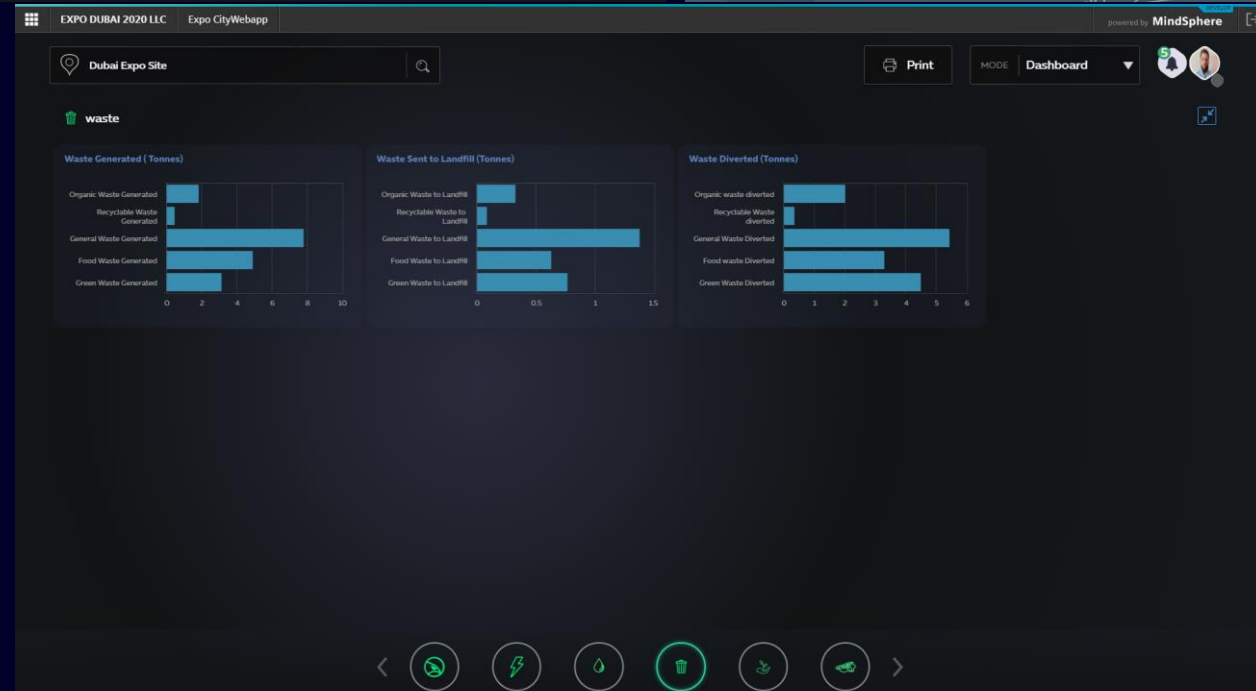 EXPO DUBAI 2020 LLC Expo CityWebapp
DEVELOP
powered by MindSphere
Dubai Expo Site
Print
MODE Dashboard
5
waste
Waste Generated ( Tonnes)
Organic Waste Generated
Recyclable Waste
Generated
General Waste Generated
Food Waste Generated
Green Waste Generated
0 2 4 6 8 10
Waste Sent to Landfill (Tonnes)
Organic Waste to Landfill
Recyclable Waste to
Landfill
General Waste to Landfill
Food Waste to Landfill
Green Waste to Landfill
0 0.5 1 1.5
Waste Diverted (Tonnes)
Organic waste diverted
Recyclable Waste
diverted
General Waste Diverted
Food waste Diverted
Green Waste Diverted
0 1 2 3 4 5 6